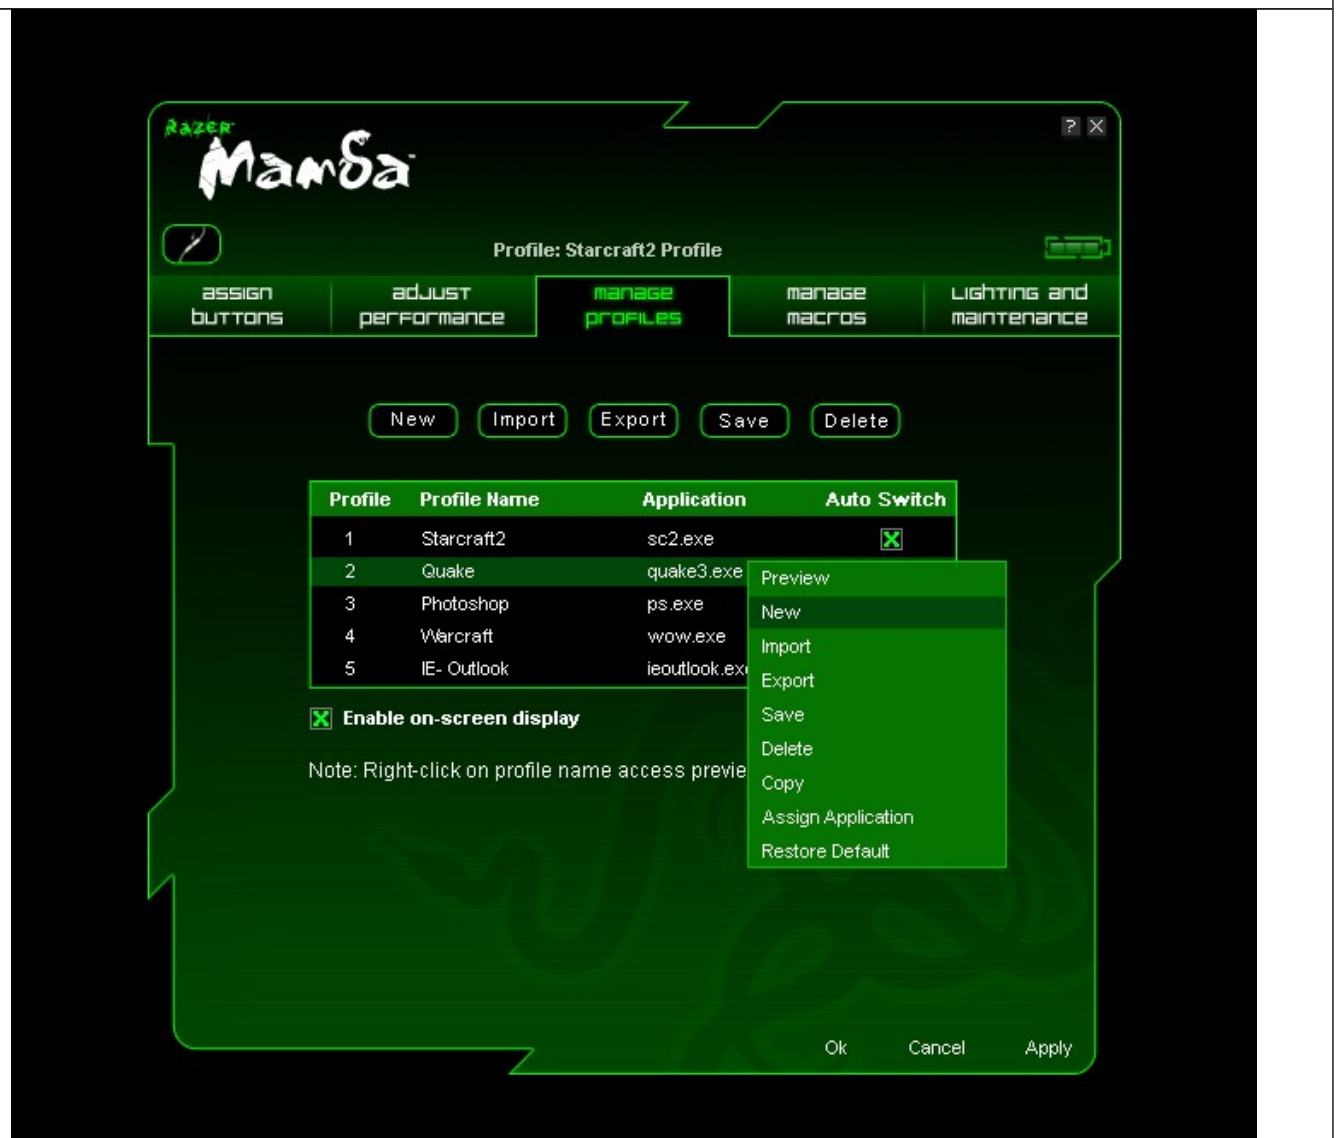 Razer
Mamba
? X
Profile: Starcraft2 Profile
assign buttons
adjust performance
manage profiles
manage macros
Lighting and maintenance
New Import Export Save Delete
Profile Profile Name Application Auto Switch
1 Starcraft2 sc2.exe X
2 Quake quake3.exe
3 Photoshop ps.exe
4 Warcraft wow.exe
5 IE- Outlook ieoutlook.exe
X Enable on-screen display
Note: Right-click on profile name access previe
Preview
New
Import
Export
Save
Delete
Copy
Assign Application
Restore Default
Ok Cancel Apply